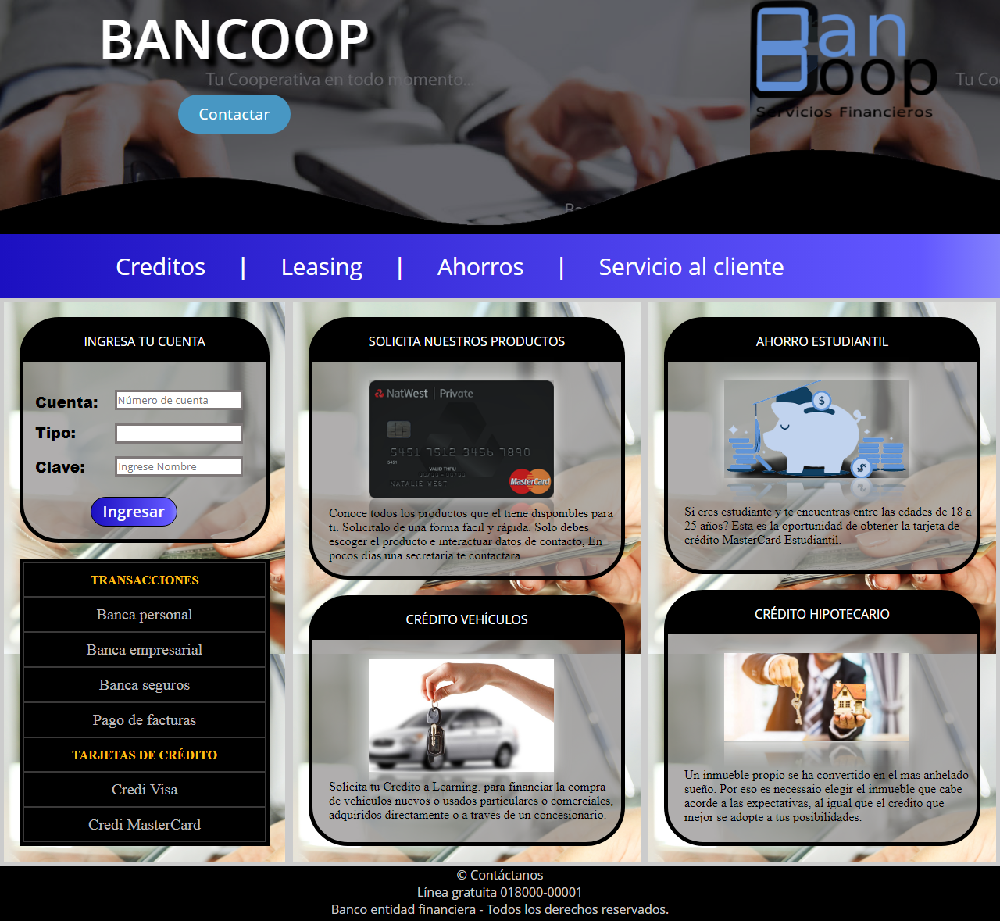 BANCOOP
Tu Cooperativa en todo momento...
Contactar
Ban
Coop
Servicios Financieros
Tu Coo
Ba
Creditos | Leasing | Ahorros | Servicio al cliente
INGRESA TU CUENTA
Cuenta: Número de cuenta
Tipo:
Clave: Ingrese Nombre
Ingresar
TRANSACCIONES
Banca personal
Banca empresarial
Banca seguros
Pago de facturas
TARJETAS DE CRÉDITO
Credi Visa
Credi MasterCard
SOLICITA NUESTROS PRODUCTOS
NatWest | Private
5451 7512 3456 7890
5451
VALID THRU
00/00 - 00/00
NATALIE WEST
MasterCard
Conoce todos los productos que el tiene disponibles para
ti. Solicitalo de una forma facil y rápida. Solo debes
escoger el producto e interactuar datos de contacto, En
pocos días una secretaria te contactara.
CRÉDITO VEHÍCULOS
Solicita tu Credito a Learning. para financiar la compra
de vehiculos nuevos o usados particulares o comerciales,
adquiridos directamente o a traves de un concesionario.
AHORRO ESTUDIANTIL
$
$
Si eres estudiante y te encuentras entre las edades de 18 a
25 años? Esta es la oportunidad de obtener la tarjeta de
crédito MasterCard Estudiantil.
CRÉDITO HIPOTECARIO
Un inmueble propio se ha convertido en el mas anhelado
sueño. Por eso es necessaio elegir el inmueble que cabe
acorde a las expectativas, al igual que el credito que
mejor se adopte a tus posibilidades.
© Contáctanos
Línea gratuita 018000-00001
Banco entidad financiera - Todos los derechos reservados.